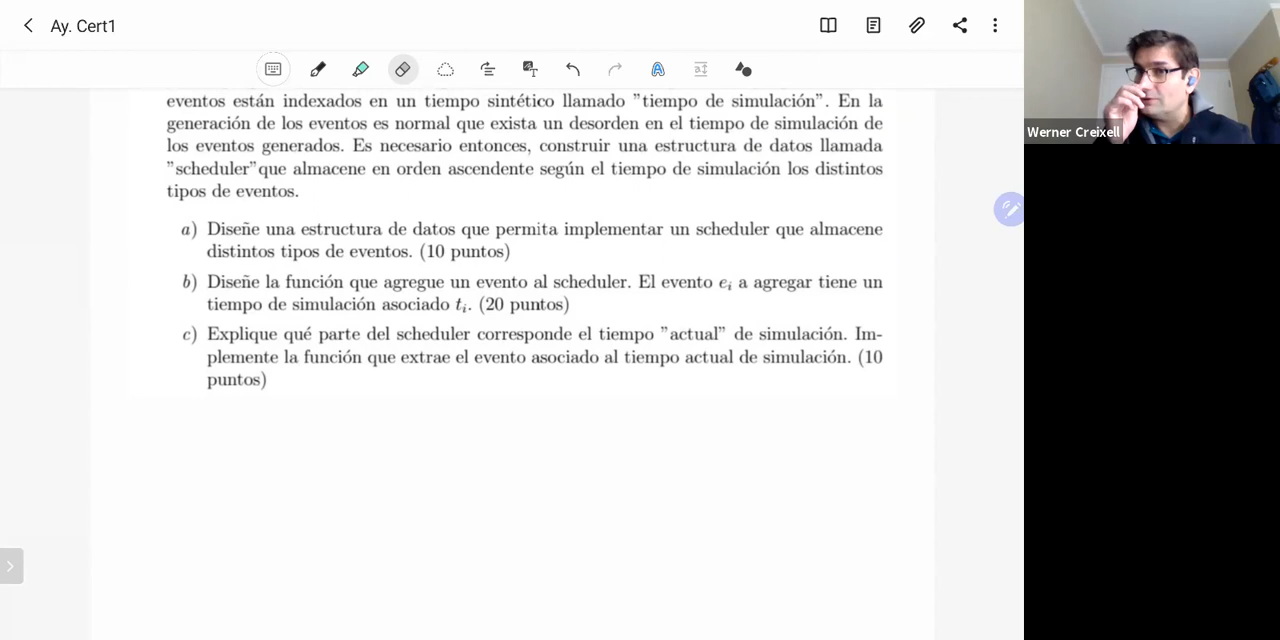 Ay. Cert1
eventos están indexados en un tiempo sintético llamado ”tiempo de simulación”. En la
generación de los eventos es normal que exista un desorden en el tiempo de simulación de
los eventos generados. Es necesario entonces, construir una estructura de datos llamada
”scheduler”que almacene en orden ascendente según el tiempo de simulación los distintos
tipos de eventos.
a) Diseñe una estructura de datos que permita implementar un scheduler que almacene
distintos tipos de eventos. (10 puntos)
b) Diseñe la función que agregue un evento al scheduler. El evento eᵢ a agregar tiene un
tiempo de simulación asociado tᵢ. (20 puntos)
c) Explique qué parte del scheduler corresponde el tiempo ”actual” de simulación. Im-
plemente la función que extrae el evento asociado al tiempo actual de simulación. (10
puntos)
Werner Creixell